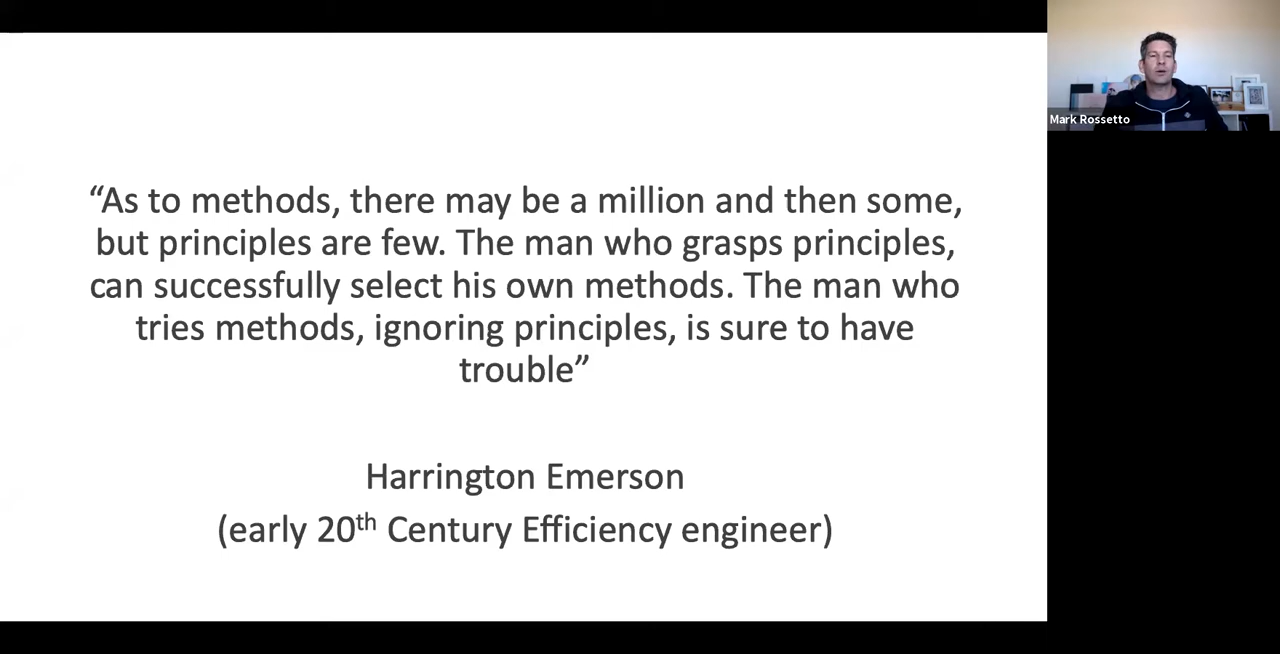 “As to methods, there may be a million and then some,
but principles are few. The man who grasps principles,
can successfully select his own methods. The man who
tries methods, ignoring principles, is sure to have
trouble”
Harrington Emerson
(early 20th Century Efficiency engineer)
Mark Rossetto